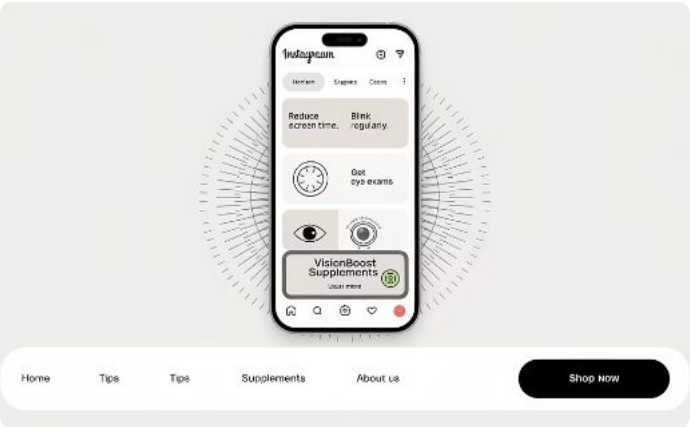 Instagream
Reduce
screen time.
Blink
regularly.
Get
eye exams
VisionBoost
Supplements
Learn more
Home
Tips
Tips
Supplements
About us
Shop Now